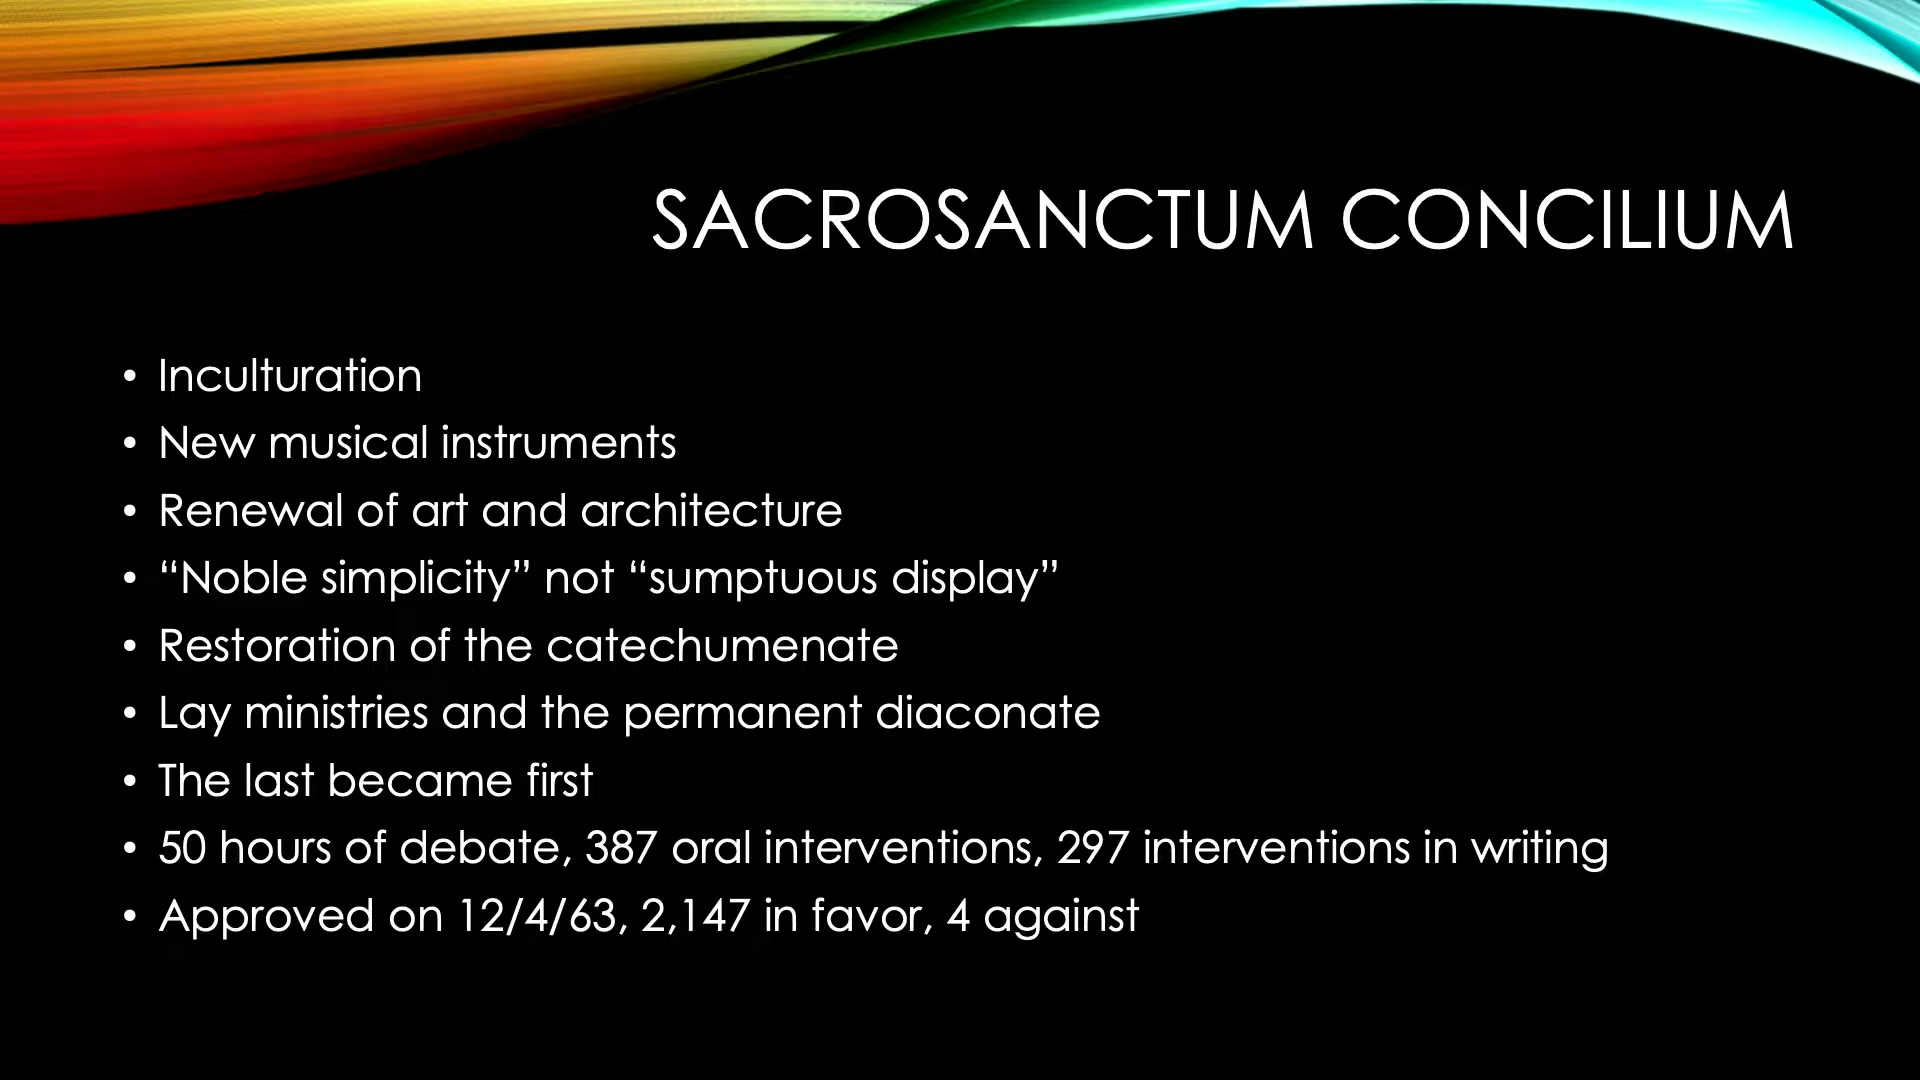 SACROSANCTUM CONCILIUM
• Inculturation
• New musical instruments
• Renewal of art and architecture
• “Noble simplicity” not “sumptuous display”
• Restoration of the catechumenate
• Lay ministries and the permanent diaconate
• The last became first
• 50 hours of debate, 387 oral interventions, 297 interventions in writing
• Approved on 12/4/63, 2,147 in favor, 4 against